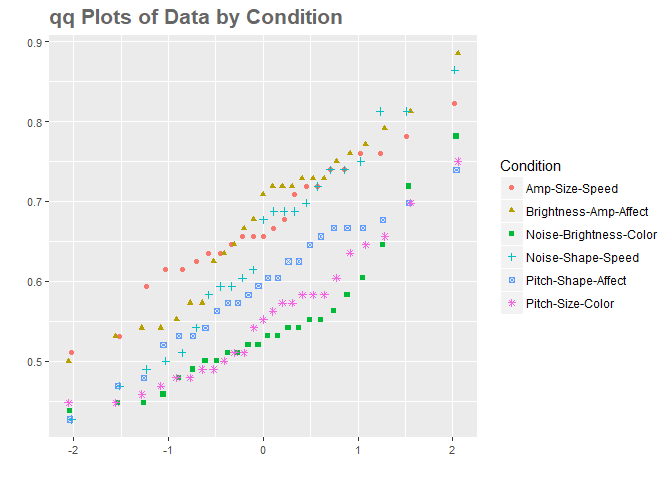 qq Plots of Data by Condition
0.9
0.8
0.7
0.6
0.5
-2 -1 0 1 2
Condition
Amp-Size-Speed
Brightness-Amp-Affect
Noise-Brightness-Color
Noise-Shape-Speed
Pitch-Shape-Affect
Pitch-Size-Color